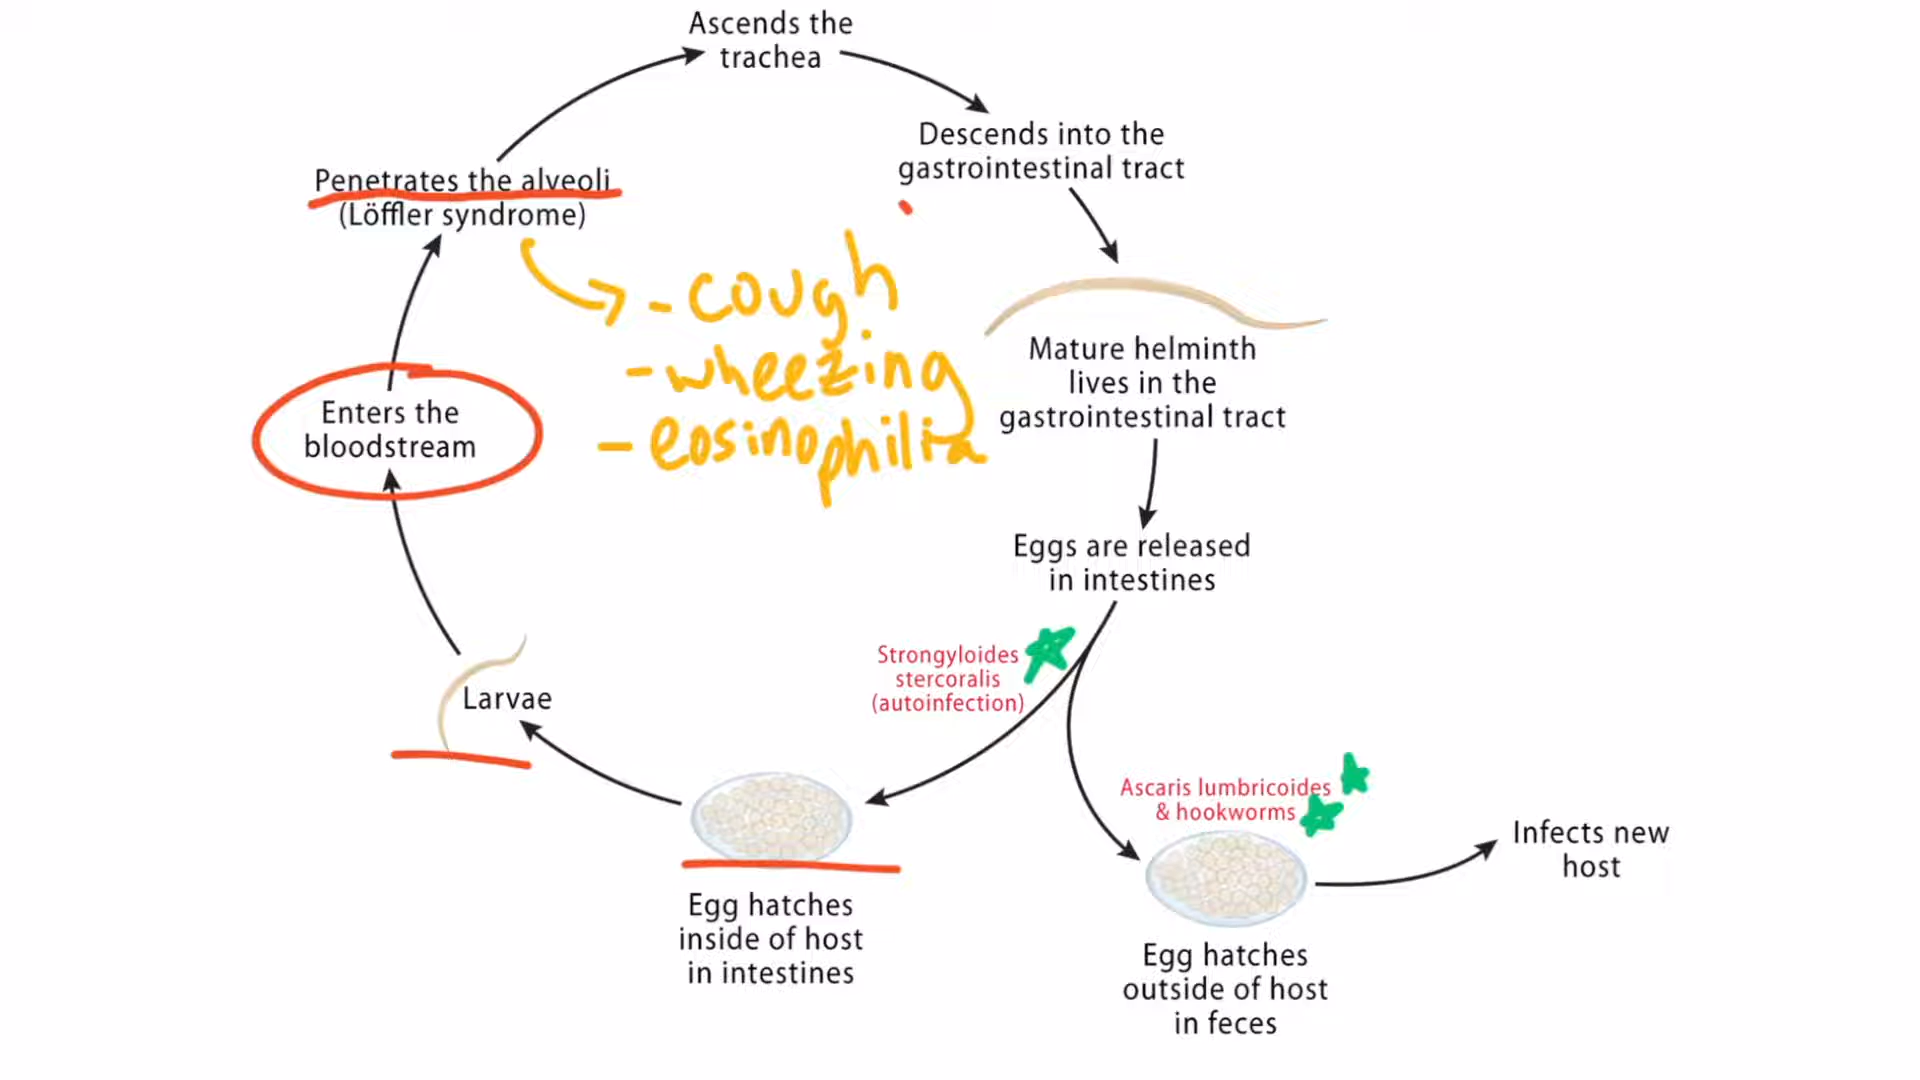 Ascends the
trachea
Descends into the
gastrointestinal tract
Penetrates the alveoli
(Löffler syndrome)
- cough
- wheezing
- eosinophilia
Mature helminth
lives in the
gastrointestinal tract
Enters the
bloodstream
Eggs are released
in intestines
Strongyloides
stercoralis
(autoinfection)
Larvae
Ascaris lumbricoides
& hookworms
Infects new
host
Egg hatches
inside of host
in intestines
Egg hatches
outside of host
in feces